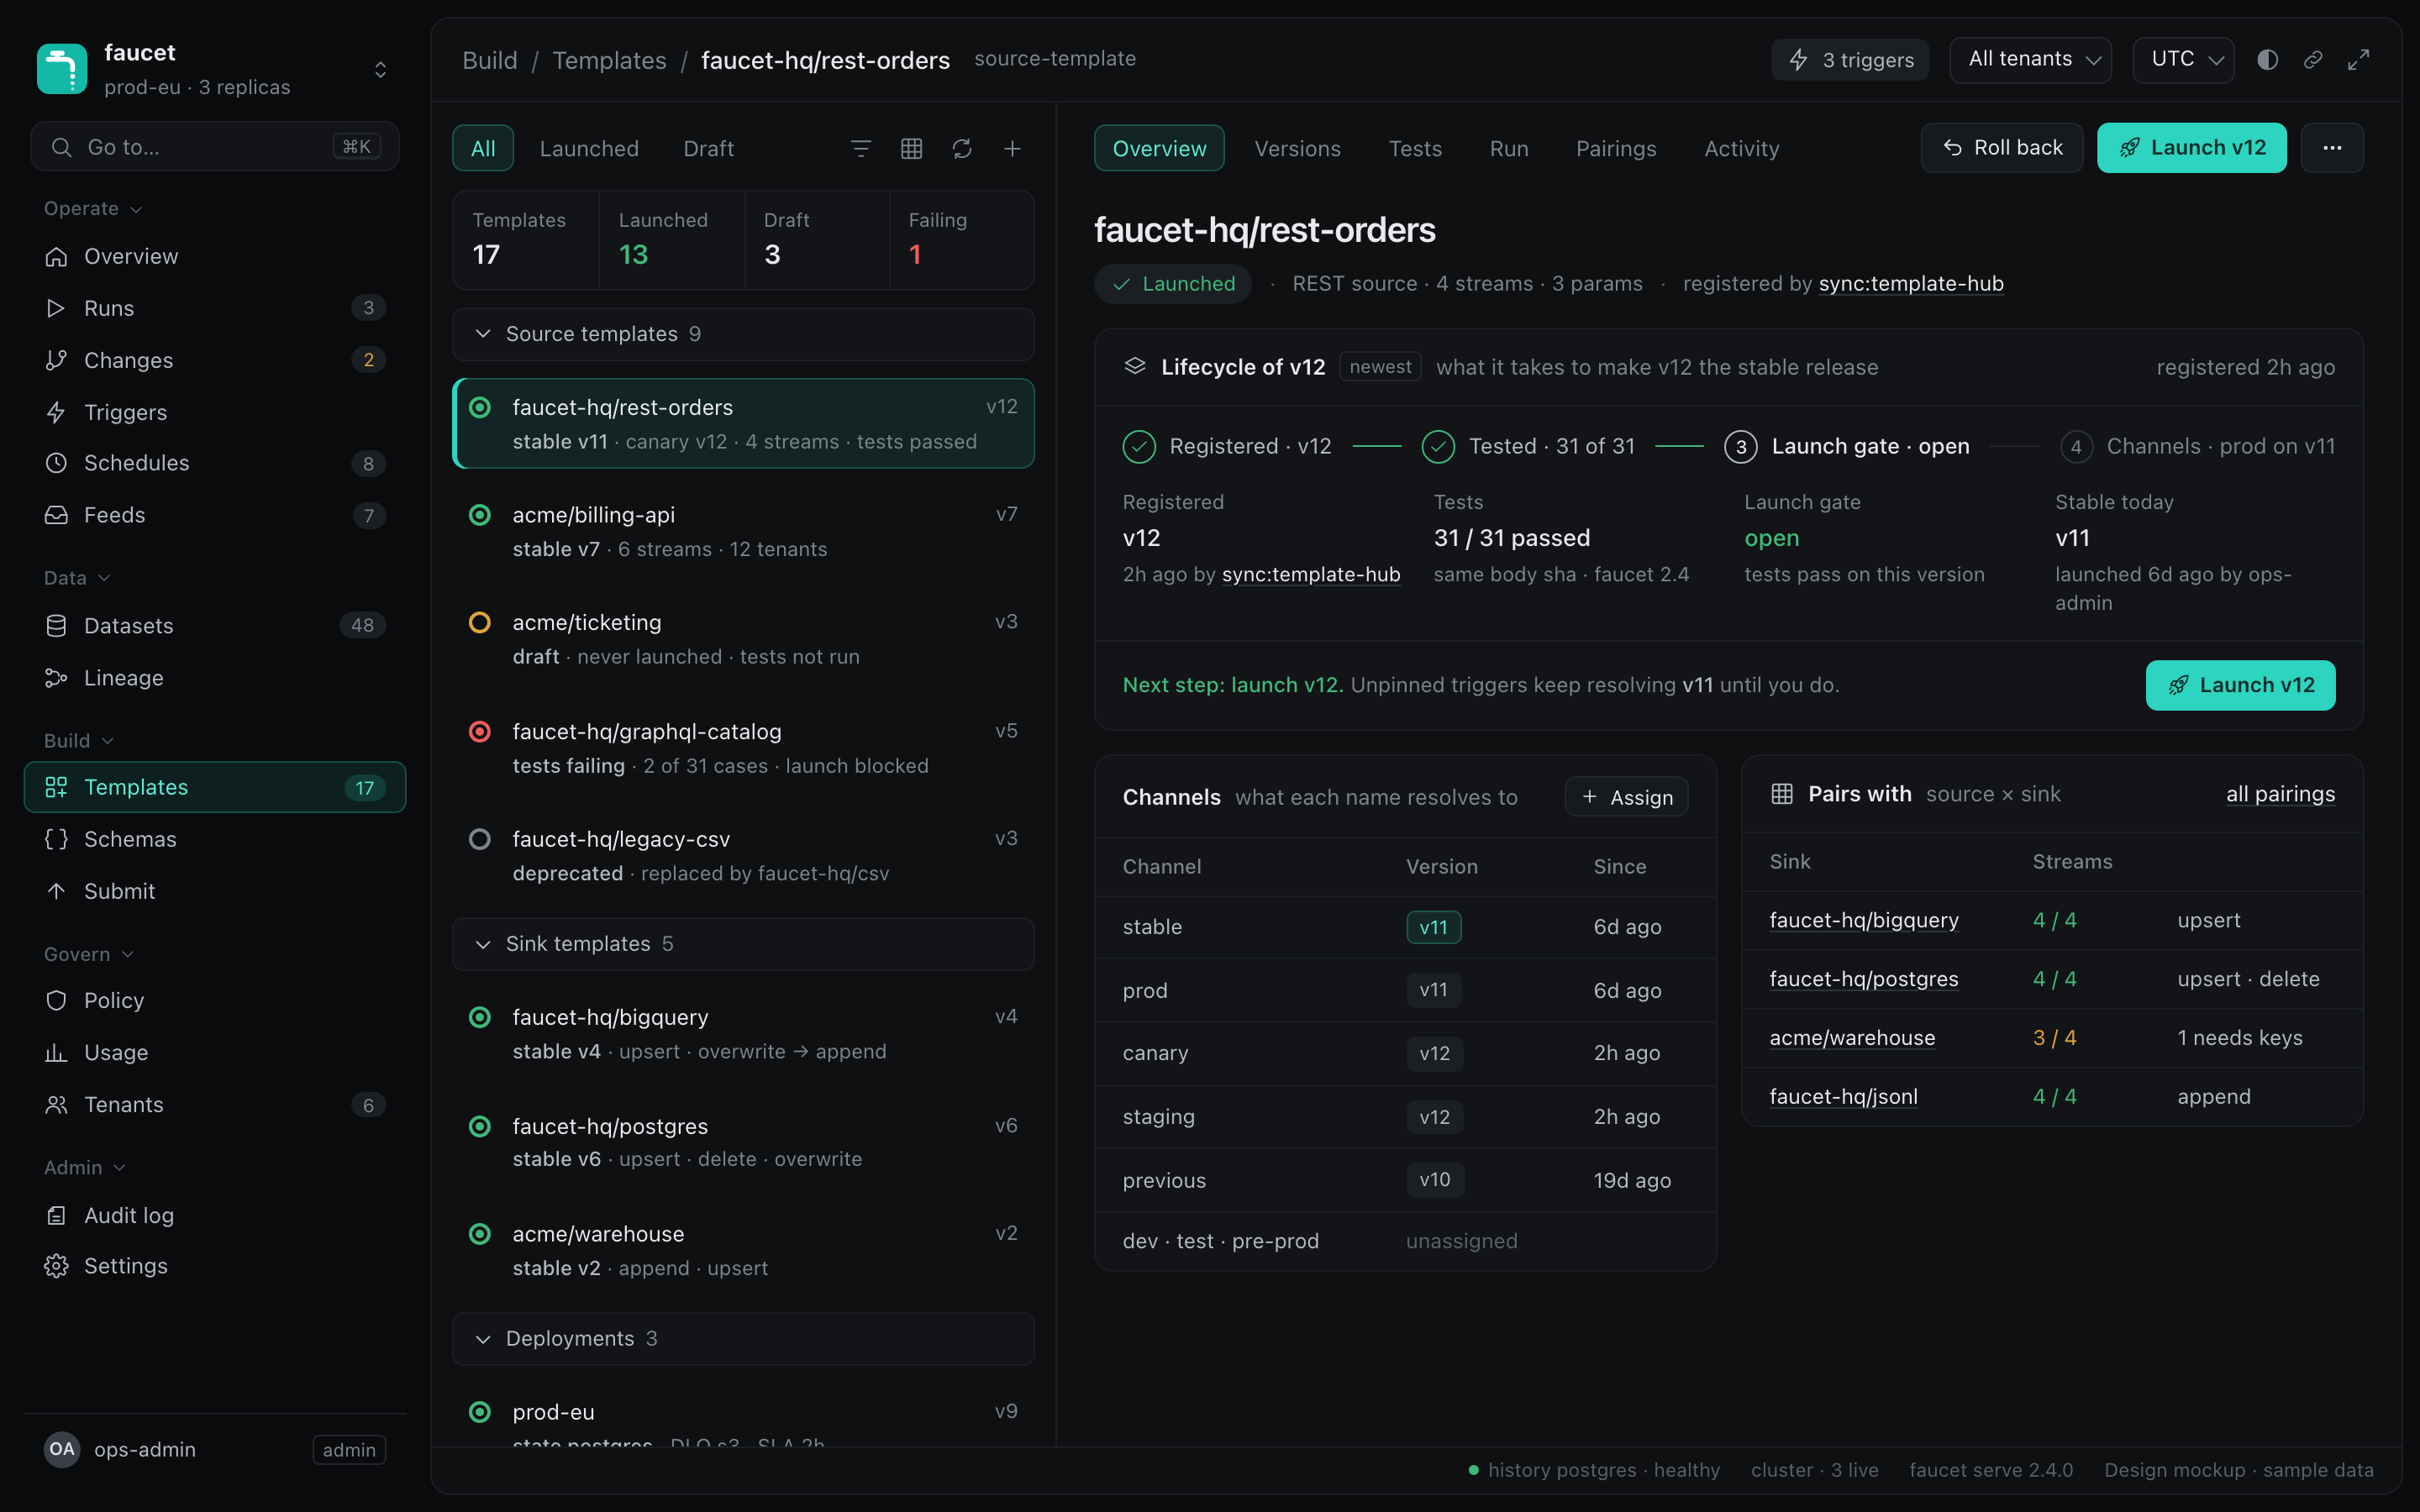 faucet
prod-eu · 3 replicas
Go to...
⌘K
Operate
Overview
Runs 3
Changes 2
Triggers
Schedules 8
Feeds 7
Data
Datasets 48
Lineage
Build
Templates 17
Schemas
Submit
Govern
Policy
Usage
Tenants 6
Admin
Audit log
Settings
OA ops-admin admin
Build / Templates / faucet-hq/rest-orders source-template
3 triggers All tenants UTC
All Launched Draft
Templates Launched Draft Failing
17 13 3 1
Source templates 9
faucet-hq/rest-orders v12
stable v11 · canary v12 · 4 streams · tests passed
acme/billing-api v7
stable v7 · 6 streams · 12 tenants
acme/ticketing v3
draft · never launched · tests not run
faucet-hq/graphql-catalog v5
tests failing · 2 of 31 cases · launch blocked
faucet-hq/legacy-csv v3
deprecated · replaced by faucet-hq/csv
Sink templates 5
faucet-hq/bigquery v4
stable v4 · upsert · overwrite → append
faucet-hq/postgres v6
stable v6 · upsert · delete · overwrite
acme/warehouse v2
stable v2 · append · upsert
Deployments 3
prod-eu v9
state postgres · DLQ s3 · SLA 2h
Overview Versions Tests Run Pairings Activity
Roll back Launch v12 ...
faucet-hq/rest-orders
Launched · REST source · 4 streams · 3 params · registered by sync:template-hub
Lifecycle of v12 newest what it takes to make v12 the stable release registered 2h ago
Registered · v12 Tested · 31 of 31 3 Launch gate · open 4 Channels · prod on v11
Registered Tests Launch gate Stable today
v12 31 / 31 passed open v11
2h ago by sync:template-hub same body sha · faucet 2.4 tests pass on this version launched 6d ago by ops-
admin
Next step: launch v12. Unpinned triggers keep resolving v11 until you do. Launch v12
Channels what each name resolves to + Assign
Channel Version Since
stable v11 6d ago
prod v11 6d ago
canary v12 2h ago
staging v12 2h ago
previous v10 19d ago
dev · test · pre-prod unassigned
Pairs with source × sink all pairings
Sink Streams
faucet-hq/bigquery 4 / 4 upsert
faucet-hq/postgres 4 / 4 upsert · delete
acme/warehouse 3 / 4 1 needs keys
faucet-hq/jsonl 4 / 4 append
history postgres · healthy cluster · 3 live faucet serve 2.4.0 Design mockup · sample data